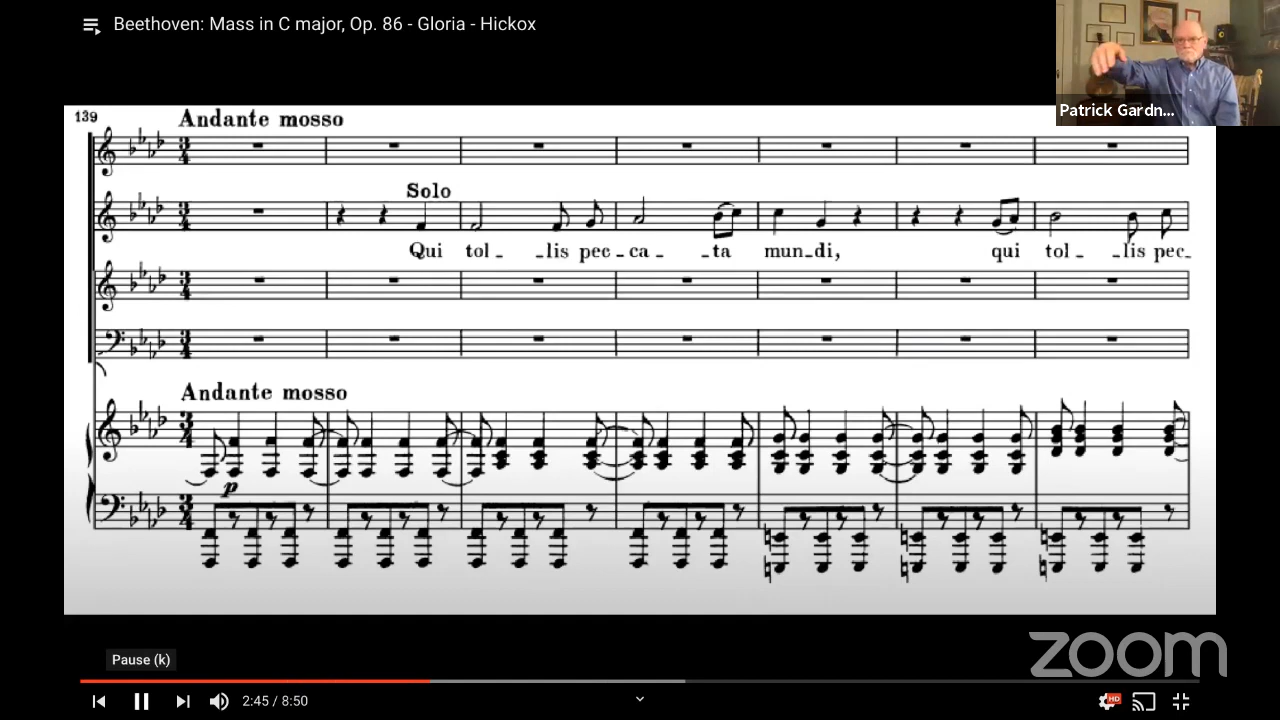 Beethoven: Mass in C major, Op. 86 - Gloria - Hickox
Patrick Gardn...
139
Andante mosso
Solo
Qui tol - -lis pec - ca - -ta mun - di, qui tol - -lis pec -
Andante mosso
p
Pause (k)
zoom
2:45 / 8:50
HD